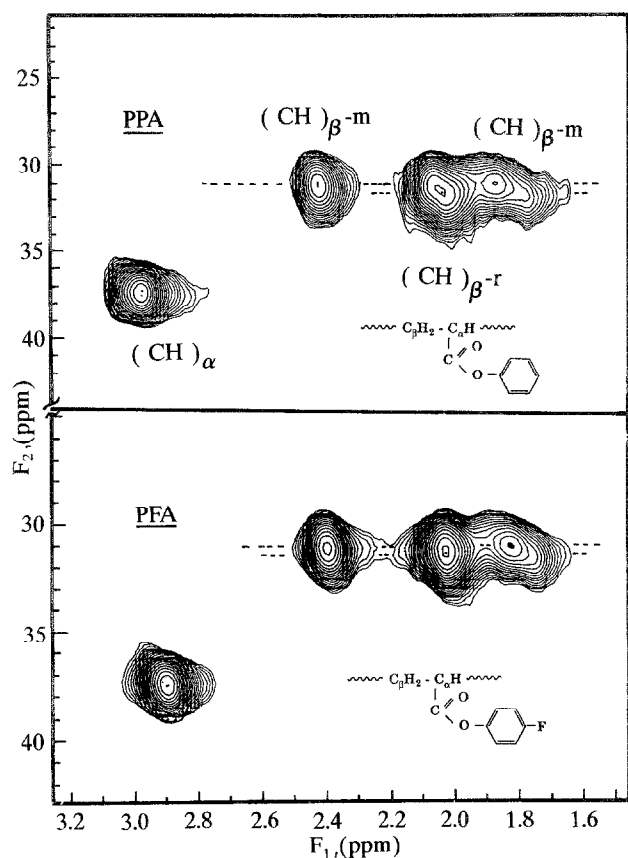 25
30
35
40
PPA
( CH )β-m
( CH )β-m
( CH )β-r
( CH )α
CβH2 - CαH
C
O
O
F2,(ppm)
30
35
40
PFA
CβH2 - CαH
C
O
O
F
3.2 3.0 2.8 2.6 2.4 2.2 2.0 1.8 1.6
F1,(ppm)